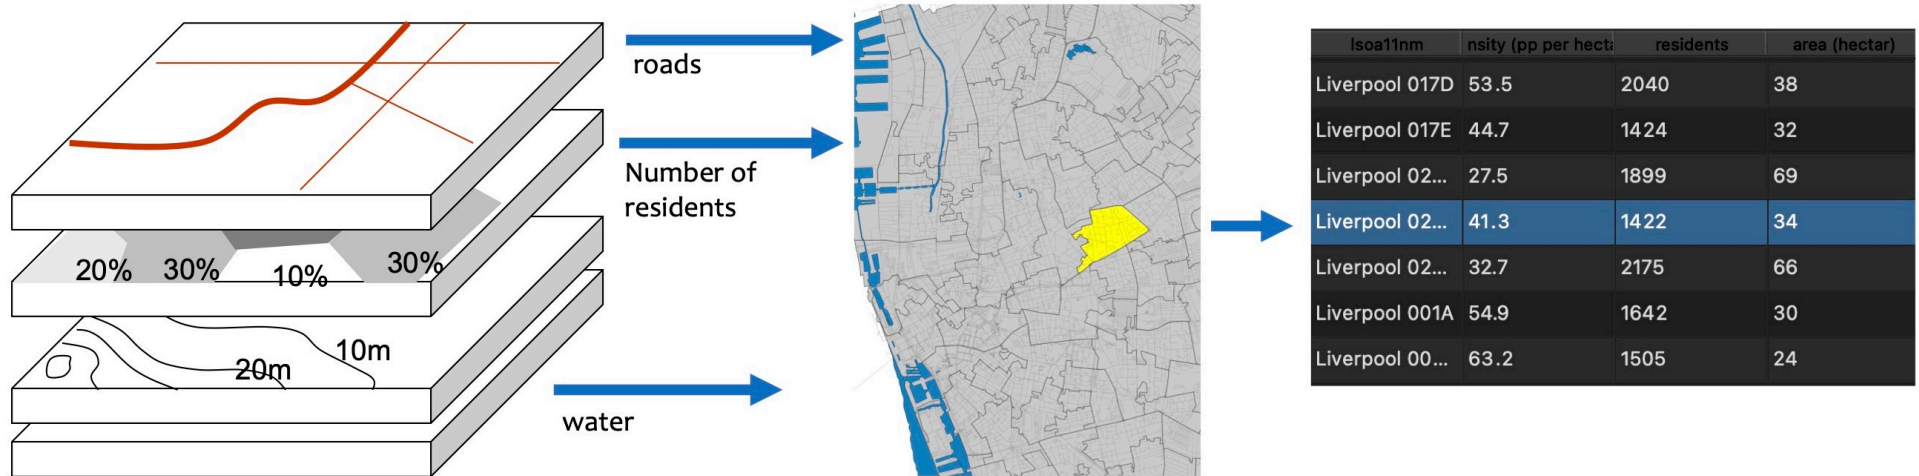 roads
Number of
residents
20% 30% 10% 30%
10m
20m
water
lsoa11nm nsity (pp per hecta residents area (hectar)
Liverpool 017D 53.5 2040 38
Liverpool 017E 44.7 1424 32
Liverpool 02... 27.5 1899 69
Liverpool 02... 41.3 1422 34
Liverpool 02... 32.7 2175 66
Liverpool 001A 54.9 1642 30
Liverpool 00... 63.2 1505 24